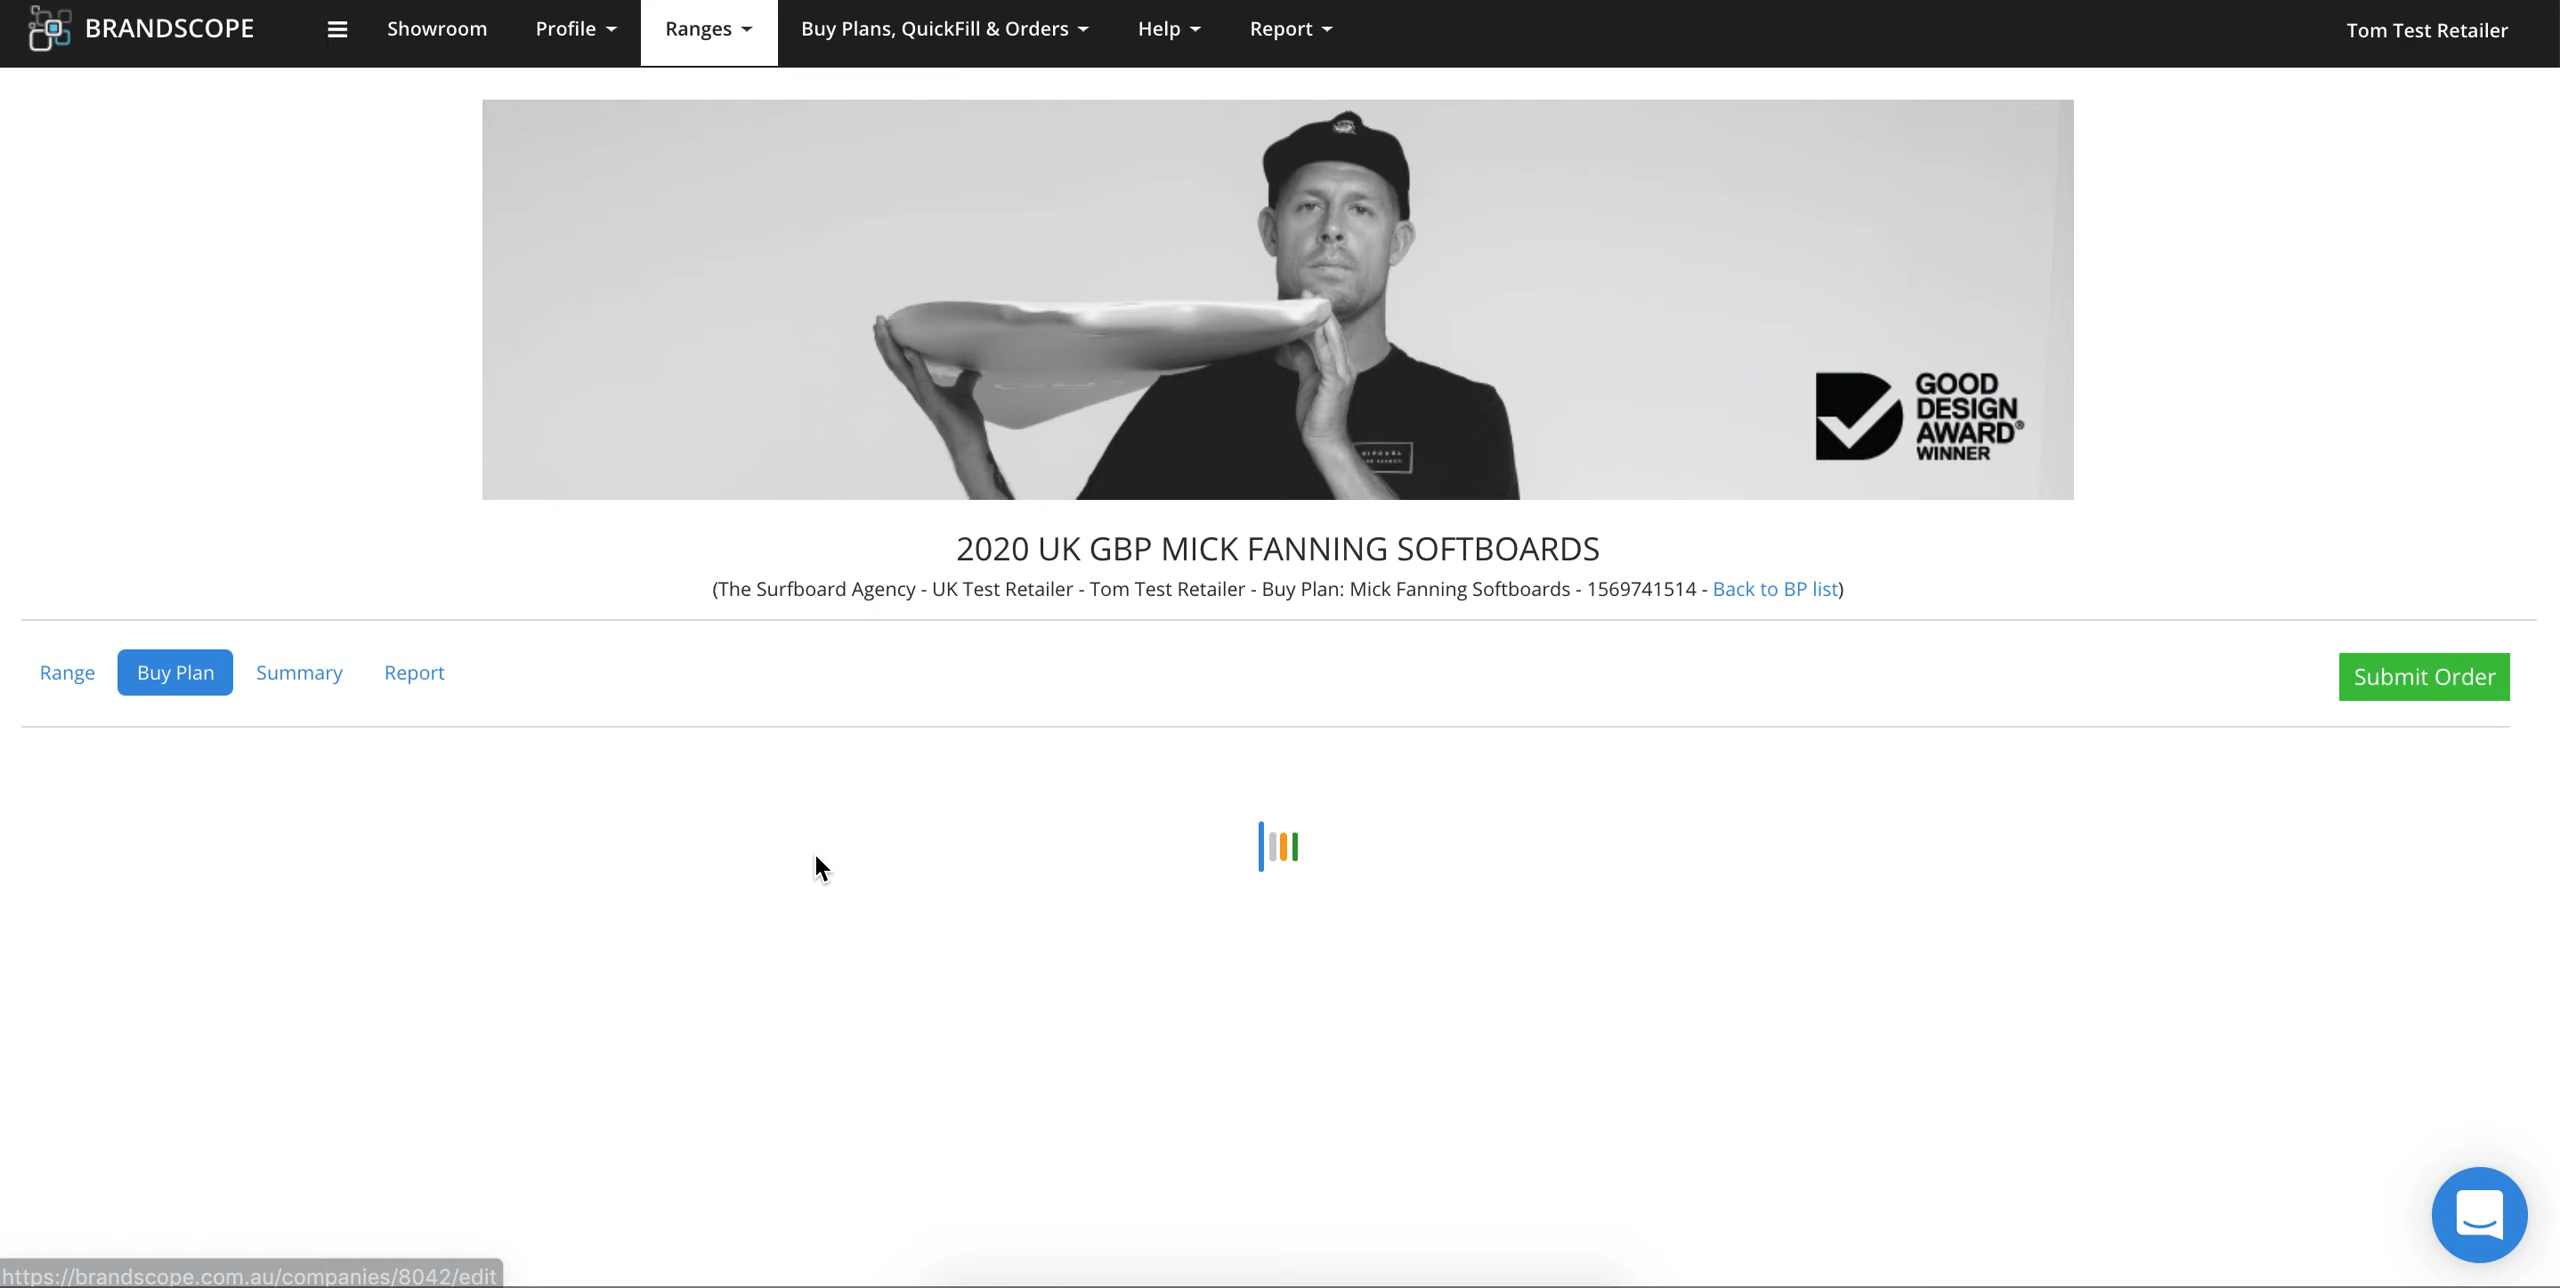 BRANDSCOPE
Showroom
Profile
Ranges
Buy Plans, QuickFill & Orders
Help
Report
Tom Test Retailer
GOOD
DESIGN
AWARD®
WINNER
2020 UK GBP MICK FANNING SOFTBOARDS
(The Surfboard Agency - UK Test Retailer - Tom Test Retailer - Buy Plan: Mick Fanning Softboards - 1569741514 - Back to BP list)
Range
Buy Plan
Summary
Report
Submit Order
https://brandscope.com.au/companies/8042/edit